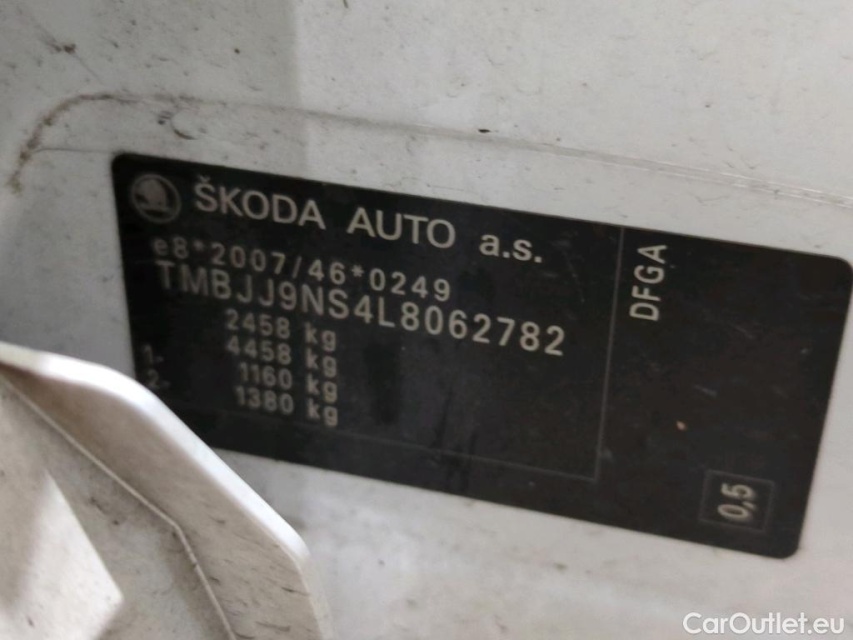 ŠKODA AUTO a.s.
e8*2007/46*0249
TMBJJ9NS4L8062782
2458 kg
4458 kg
1- 1160 kg
2- 1380 kg
DFGA
0,5
CarOutlet.eu